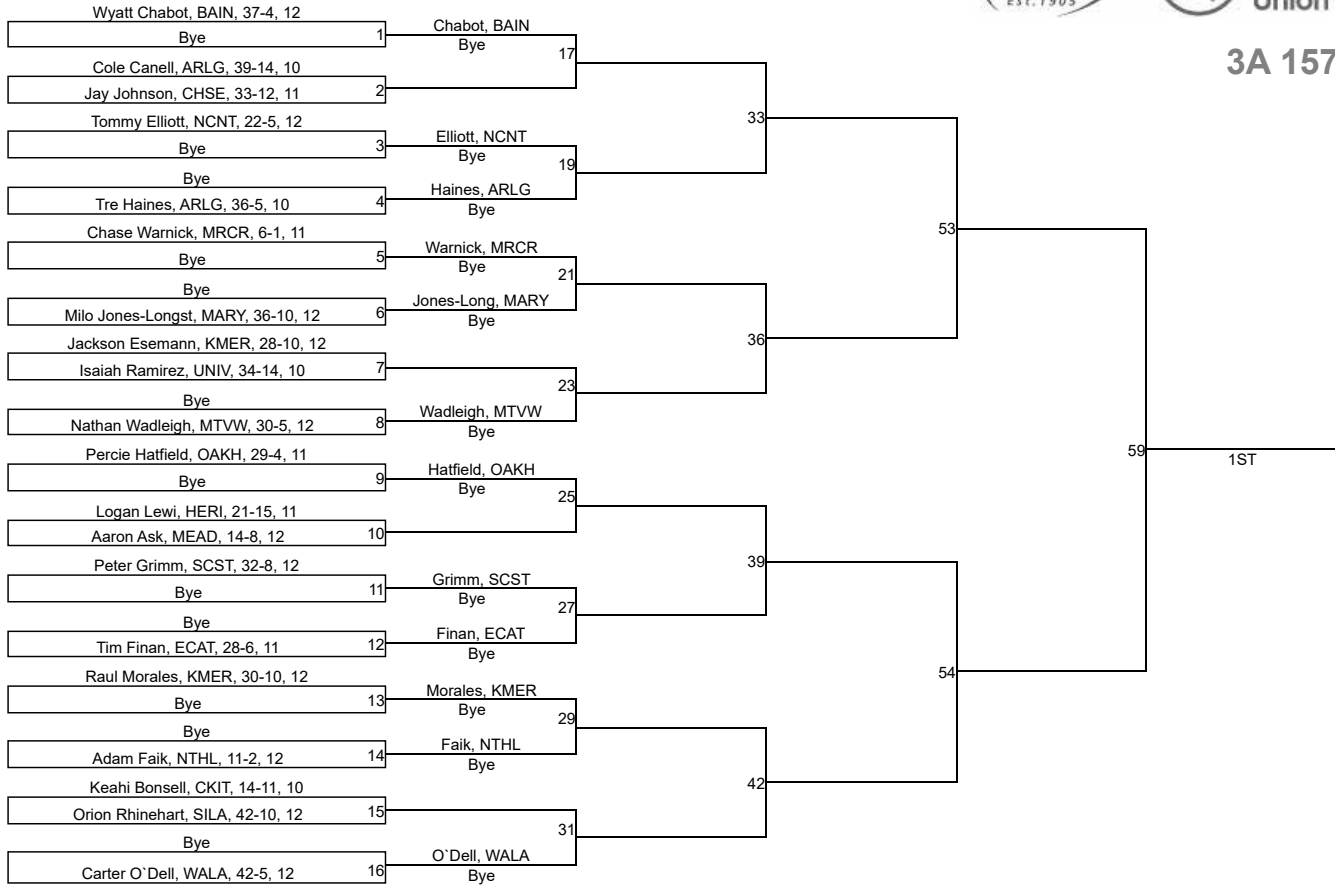 EST. 1905
Union
3A 157
Wyatt Chabot, BAIN, 37-4, 12
Bye
1
Cole Canell, ARLG, 39-14, 10
Jay Johnson, CHSE, 33-12, 11
2
Tommy Elliott, NCNT, 22-5, 12
Bye
3
Bye
Tre Haines, ARLG, 36-5, 10
4
Chase Warnick, MRCR, 6-1, 11
Bye
5
Bye
Milo Jones-Longst, MARY, 36-10, 12
6
Jackson Esemann, KMER, 28-10, 12
Isaiah Ramirez, UNIV, 34-14, 10
7
Bye
Nathan Wadleigh, MTVW, 30-5, 12
8
Percie Hatfield, OAKH, 29-4, 11
Bye
9
Logan Lewi, HERI, 21-15, 11
Aaron Ask, MEAD, 14-8, 12
10
Peter Grimm, SCST, 32-8, 12
Bye
11
Bye
Tim Finan, ECAT, 28-6, 11
12
Raul Morales, KMER, 30-10, 12
Bye
13
Bye
Adam Faik, NTHL, 11-2, 12
14
Keahi Bonsell, CKIT, 14-11, 10
Orion Rhinehart, SILA, 42-10, 12
15
Bye
Carter O`Dell, WALA, 42-5, 12
16
Chabot, BAIN
Bye
17
Elliott, NCNT
Bye
19
Haines, ARLG
Bye
Warnick, MRCR
Bye
21
Jones-Long, MARY
Bye
23
Wadleigh, MTVW
Bye
Hatfield, OAKH
Bye
25
Grimm, SCST
Bye
27
Finan, ECAT
Bye
Morales, KMER
Bye
29
Faik, NTHL
Bye
31
O`Dell, WALA
Bye
33
36
39
42
53
54
59
1ST